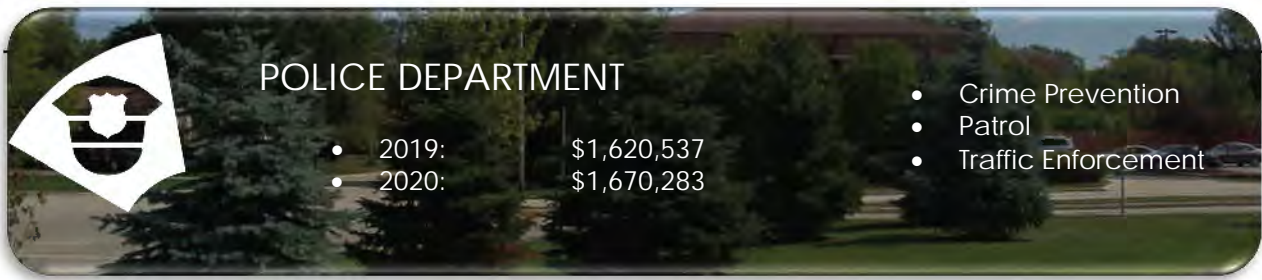 POLICE DEPARTMENT
• 2019: $1,620,537
• 2020: $1,670,283
• Crime Prevention
• Patrol
• Traffic Enforcement